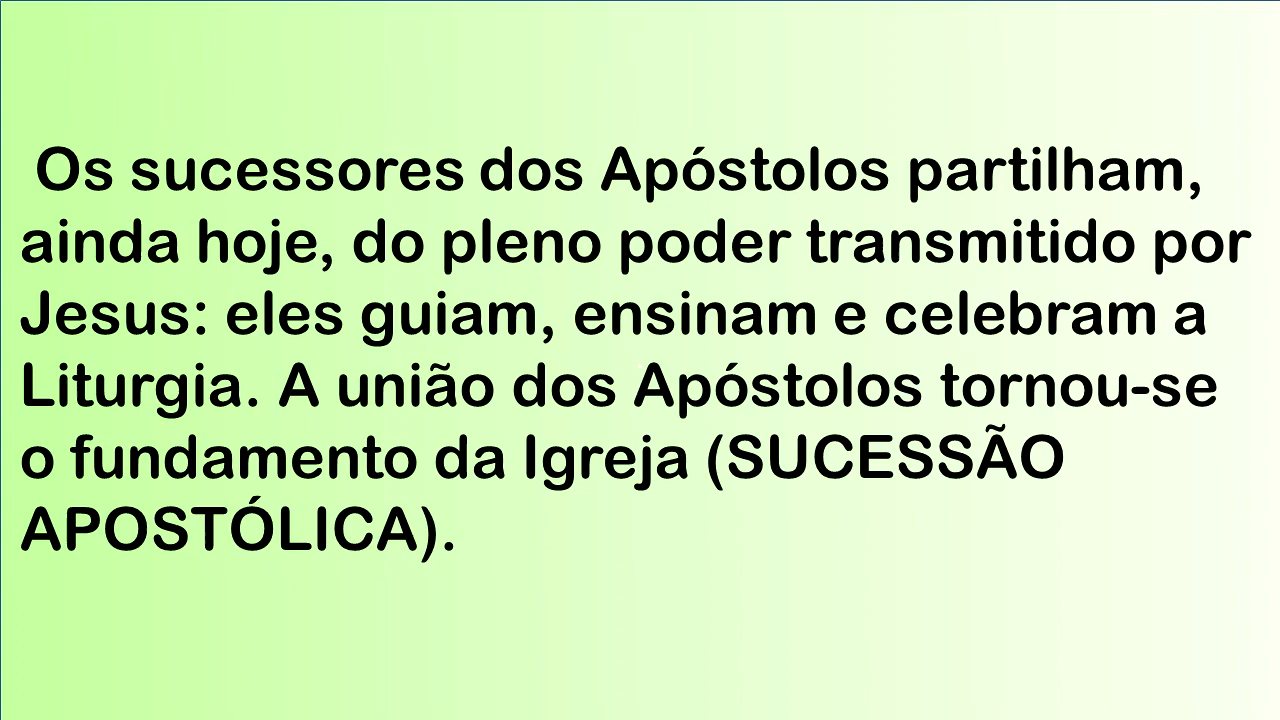 Os sucessores dos Apóstolos partilham,
ainda hoje, do pleno poder transmitido por
Jesus: eles guiam, ensinam e celebram a
Liturgia. A união dos Apóstolos tornou-se
o fundamento da Igreja (SUCESSÃO
APOSTÓLICA).